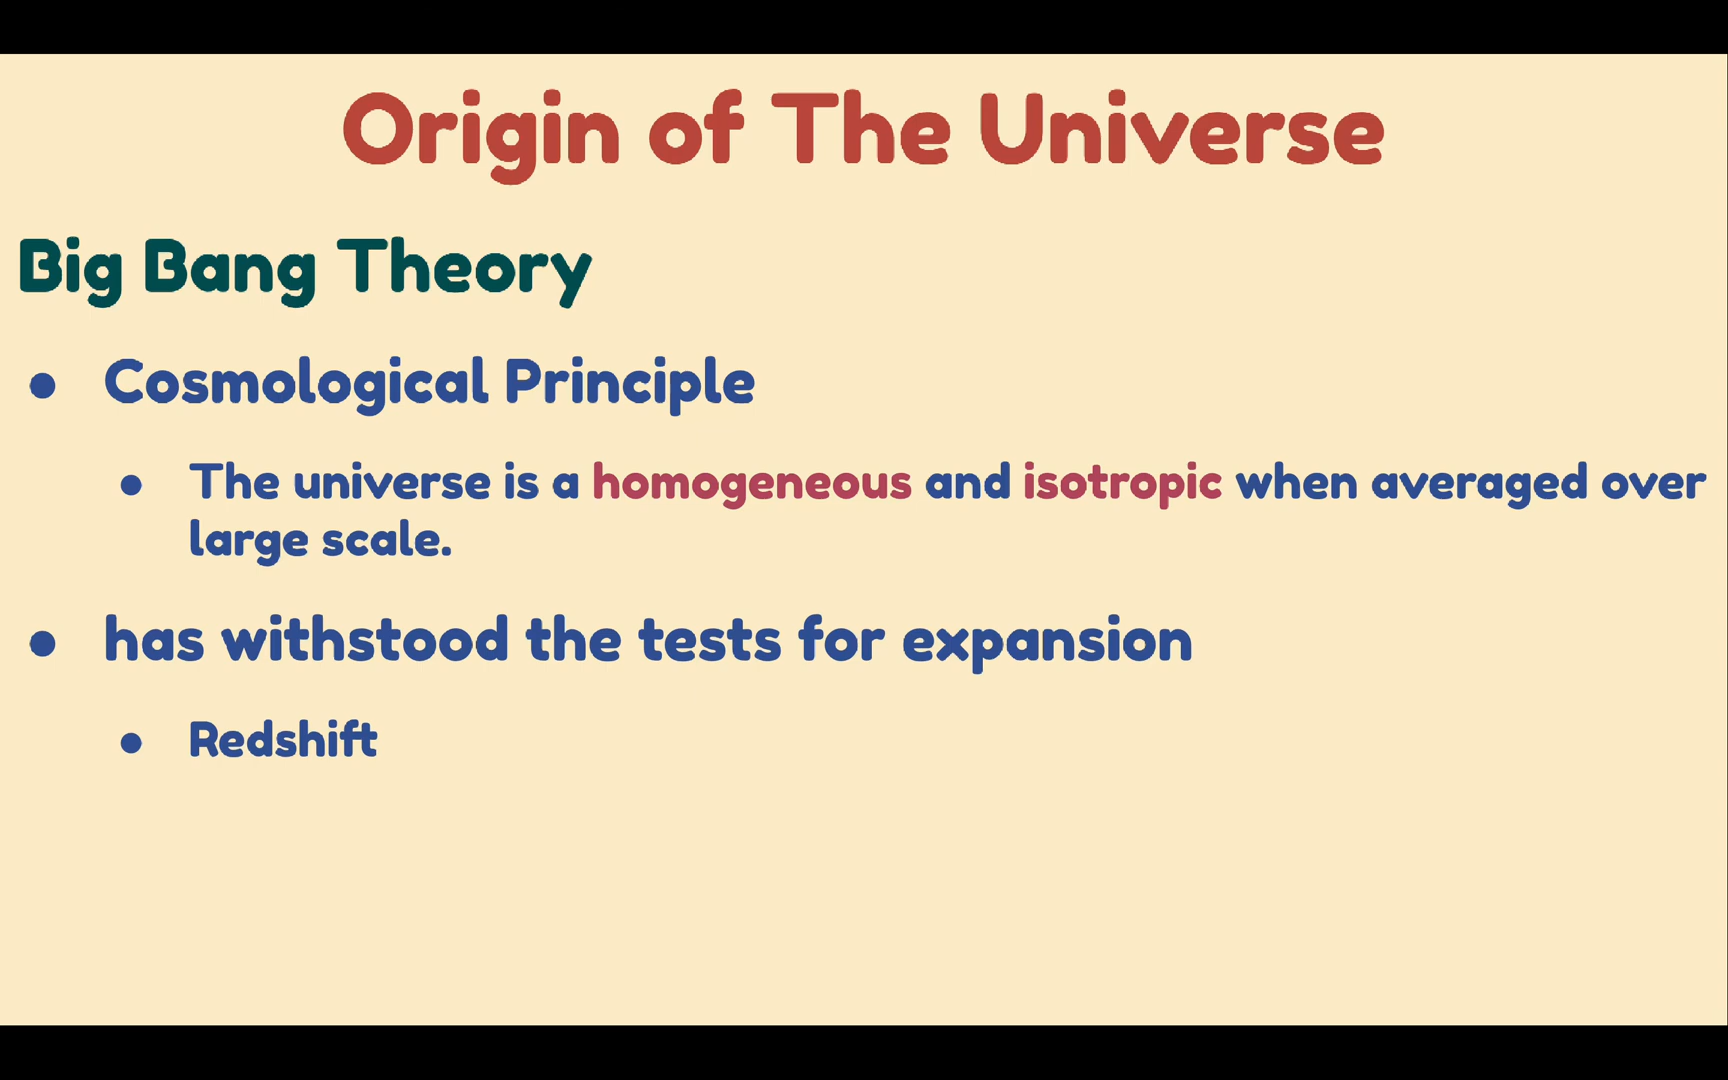 Origin of The Universe
Big Bang Theory
● Cosmological Principle
● The universe is a homogeneous and isotropic when averaged over
large scale.
● has withstood the tests for expansion
● Redshift